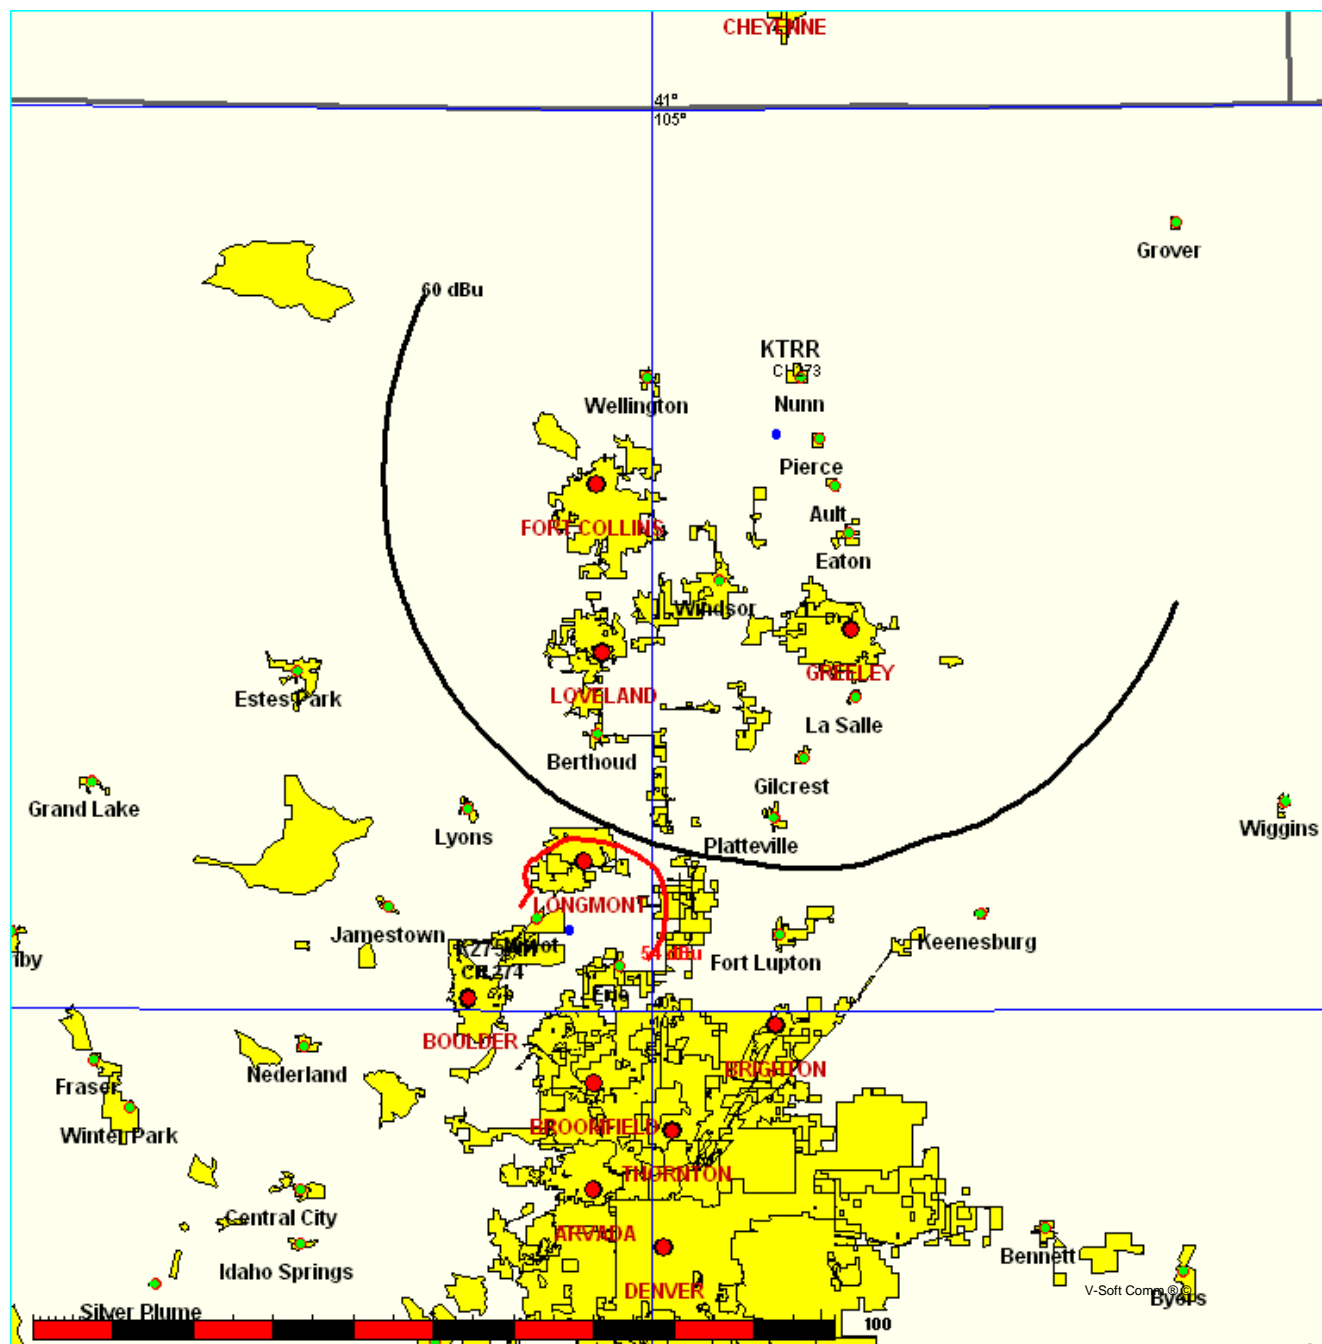 CHEYENNE
41°
105°
Grover
60 dBu
KTRR
Nunn
Wellington
Pierce
FORT COLLINS
Ault
Eaton
Windsor
GREELEY
Estes Park
LOVELAND
La Salle
Berthoud
Gilcrest
Grand Lake
Lyons
Platteville
Wiggins
LONGMONT
Jamestown
Keenesburg
54 dBu
Fort Lupton
Erie
BOULDER
Nederland
BRIGHTON
Fraser
Winter Park
BROOMFIELD
THORNTON
Central City
ARVADA
Bennett
Idaho Springs
DENVER
V-Soft Comm ® ©
Byers
Silver Plume
100